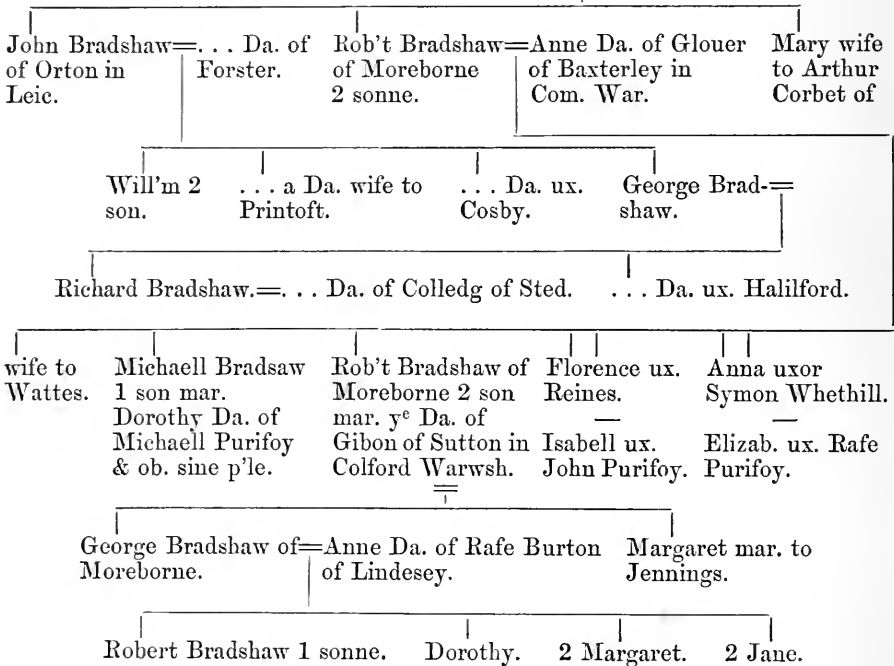 John Bradshaw=. . . Da. of Rob't Bradshaw=Anne Da. of Glouer Mary wife
of Orton in Forster. of Moreborne of Baxterley in to Arthur
Leic. 2 sonne. Com. War. Corbet of
Will'm 2 . . . a Da. wife to . . . Da. ux. George Brad-=
son. Printoft. Cosby. shaw.
Richard Bradshaw.=. . . Da. of Colledg of Sted. . . . Da. ux. Halilford.
wife to Michaell Bradsaw Rob't Bradshaw of Florence ux. Anna uxor
Wattes. 1 son mar. Moreborne 2 son Reines. Symon Whethill.
Dorothy Da. of mar. yᵉ Da. of — —
Michaell Purifoy Gibon of Sutton in Isabell ux. Elizab. ux. Rafe
& ob. sine p'le. Colford Warwsh. John Purifoy. Purifoy.
George Bradshaw of=Anne Da. of Rafe Burton Margaret mar. to
Moreborne. of Lindesey. Jennings.
Robert Bradshaw 1 sonne. Dorothy. 2 Margaret. 2 Jane.